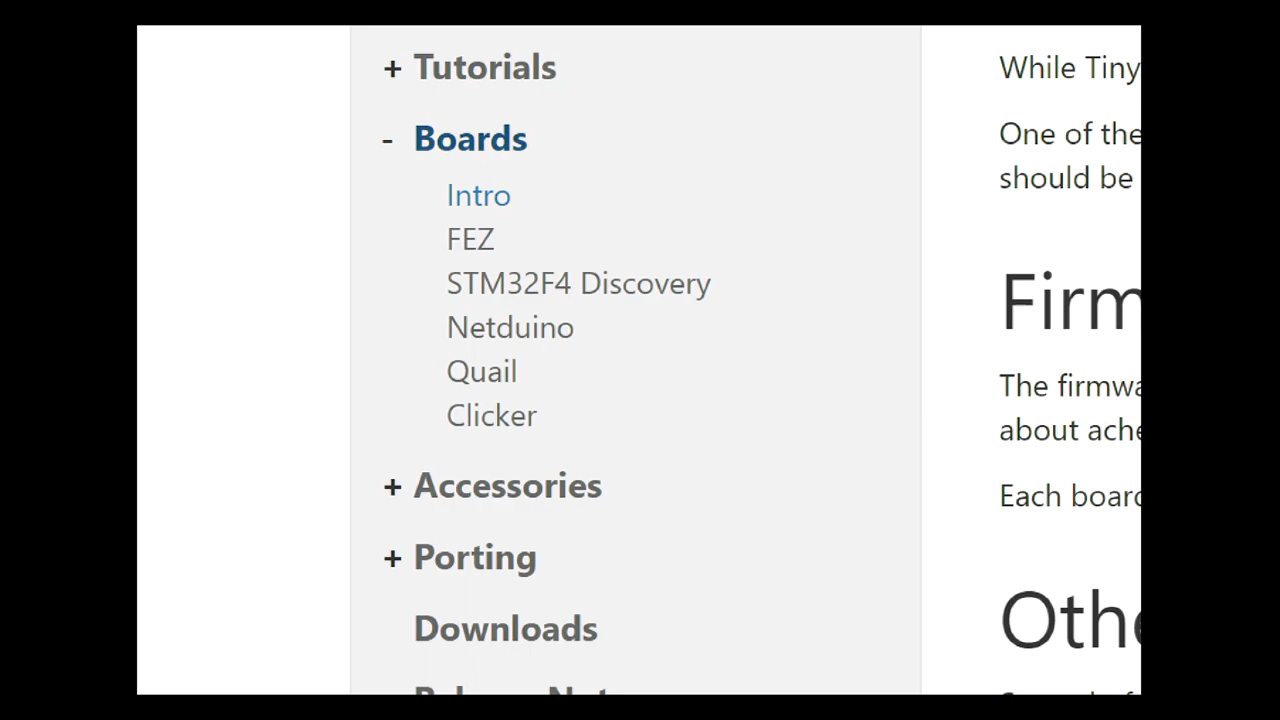 + Tutorials
- Boards
Intro
FEZ
STM32F4 Discovery
Netduino
Quail
Clicker
+ Accessories
+ Porting
Downloads
While Tiny
One of the
should be
Firm
The firmwa
about ache
Each board
Othe